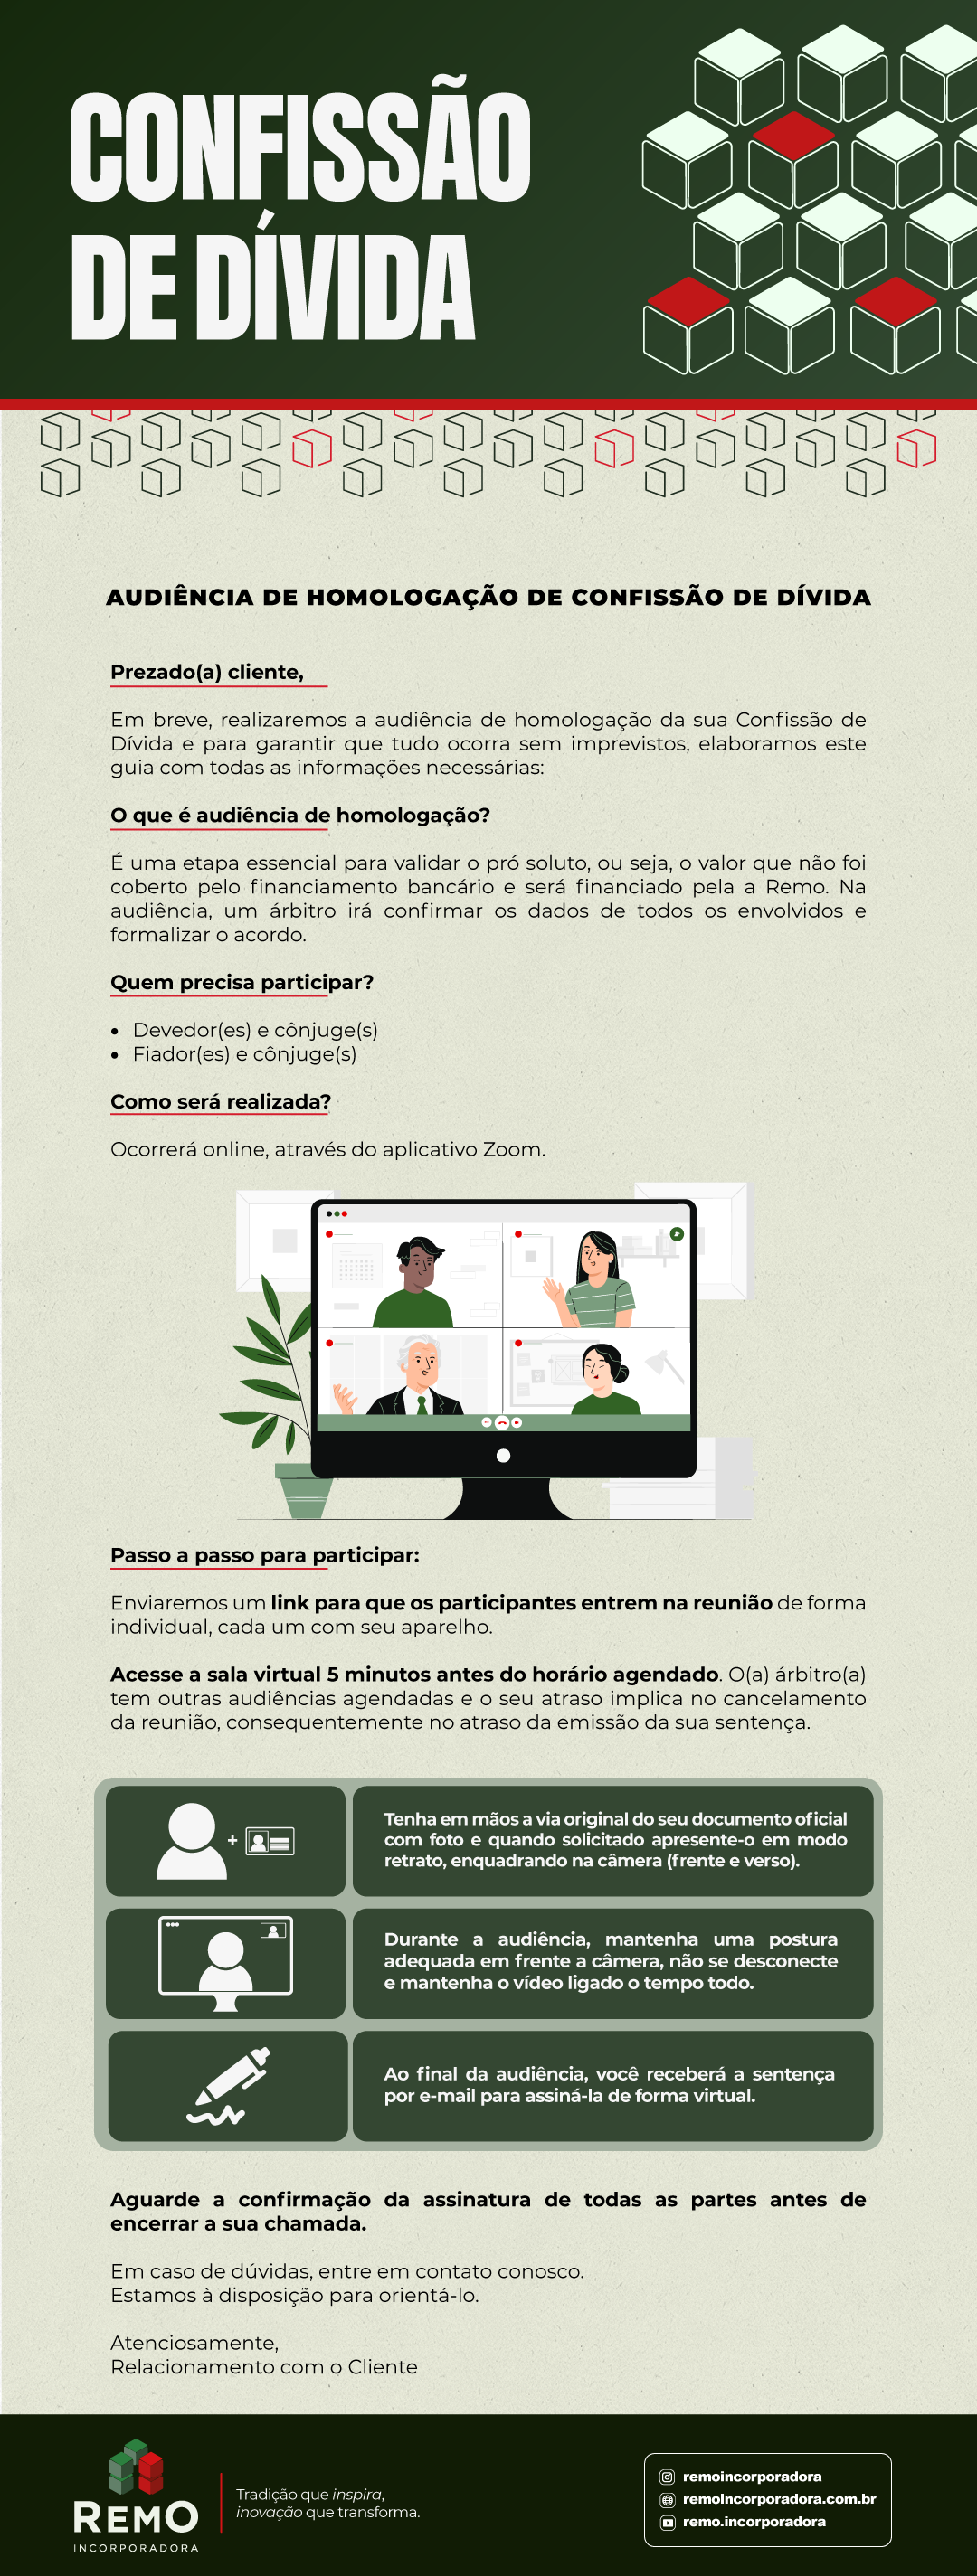 CONFISSÃO
DE DÍVIDA
AUDIÊNCIA DE HOMOLOGAÇÃO DE CONFISSÃO DE DÍVIDA
Prezado(a) cliente,
Em breve, realizaremos a audiência de homologação da sua Confissão de
Dívida e para garantir que tudo ocorra sem imprevistos, elaboramos este
guia com todas as informações necessárias:
O que é audiência de homologação?
É uma etapa essencial para validar o pró soluto, ou seja, o valor que não foi
coberto pelo financiamento bancário e será financiado pela a Remo. Na
audiência, um árbitro irá confirmar os dados de todos os envolvidos e
formalizar o acordo.
Quem precisa participar?
• Devedor(es) e cônjuge(s)
• Fiador(es) e cônjuge(s)
Como será realizada?
Ocorrerá online, através do aplicativo Zoom.
Passo a passo para participar:
Enviaremos um link para que os participantes entrem na reunião de forma
individual, cada um com seu aparelho.
Acesse a sala virtual 5 minutos antes do horário agendado. O(a) árbitro(a)
tem outras audiências agendadas e o seu atraso implica no cancelamento
da reunião, consequentemente no atraso da emissão da sua sentença.
Tenha em mãos a via original do seu documento oficial
com foto e quando solicitado apresente-o em modo
retrato, enquadrando na câmera (frente e verso).
Durante a audiência, mantenha uma postura
adequada em frente a câmera, não se desconecte
e mantenha o vídeo ligado o tempo todo.
Ao final da audiência, você receberá a sentença
por e-mail para assiná-la de forma virtual.
Aguarde a confirmação da assinatura de todas as partes antes de
encerrar a sua chamada.
Em caso de dúvidas, entre em contato conosco.
Estamos à disposição para orientá-lo.
Atenciosamente,
Relacionamento com o Cliente
REMO
INCORPORADORA
Tradição que inspira,
inovação que transforma.
remoincorporadora
remoincorporadora.com.br
remo.incorporadora